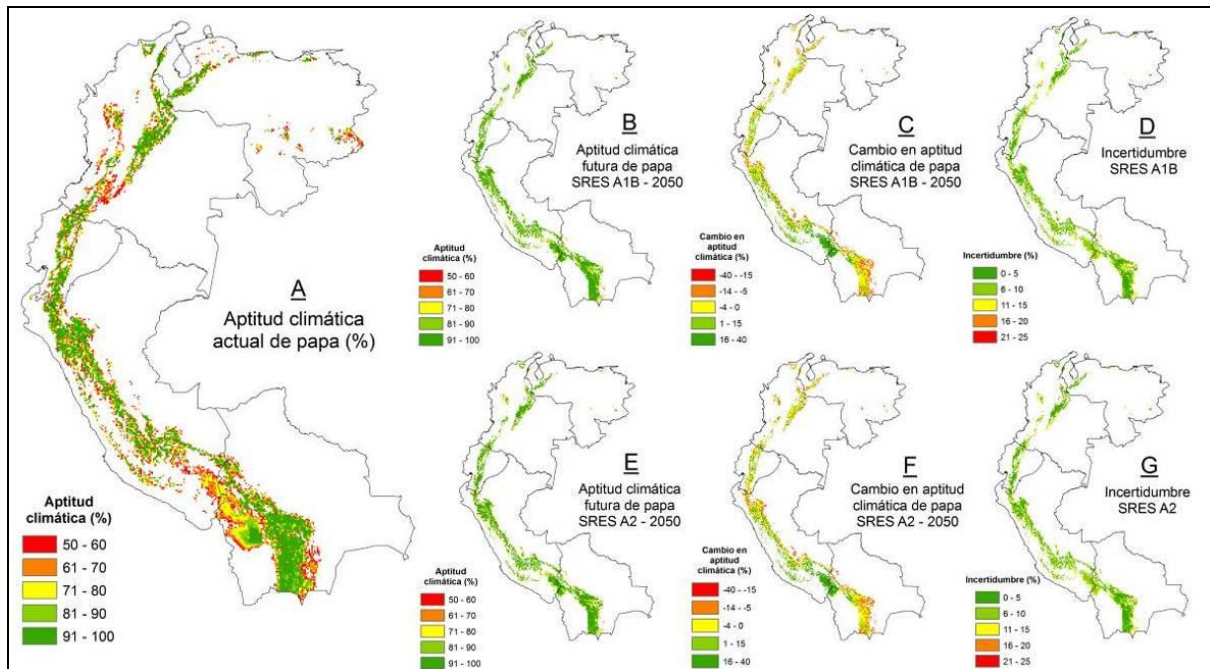 A
Aptitud climática
actual de papa (%)
Aptitud
climática (%)
50 - 60
61 - 70
71 - 80
81 - 90
91 - 100
B
Aptitud climática
futura de papa
SRES A1B - 2050
Aptitud
climática (%)
50 - 60
61 - 70
71 - 80
81 - 90
91 - 100
C
Cambio en aptitud
climática de papa
SRES A1B - 2050
Cambio en
aptitud
climática (%)
-40 - -15
-14 - -5
-4 - 0
1 - 15
16 - 40
D
Incertidumbre
SRES A1B
Incertidumbre (%)
0 - 5
6 - 10
11 - 15
16 - 20
21 - 25
E
Aptitud climática
futura de papa
SRES A2 - 2050
Aptitud
climática (%)
50 - 60
61 - 70
71 - 80
81 - 90
91 - 100
F
Cambio en aptitud
climática de papa
SRES A2 - 2050
Cambio en
aptitud
climática (%)
-40 - -15
-14 - -5
-4 - 0
1 - 15
16 - 40
G
Incertidumbre
SRES A2
Incertidumbre (%)
0 - 5
6 - 10
11 - 15
16 - 20
21 - 25